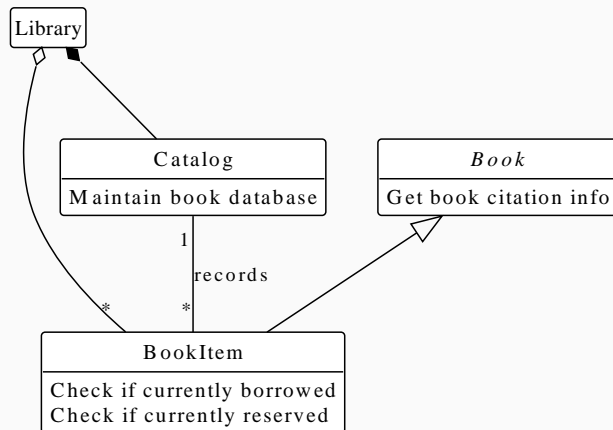 Library
Catalog
Maintain book database
Book
Get book citation info
1
records
*
*
BookItem
Check if currently borrowed
Check if currently reserved